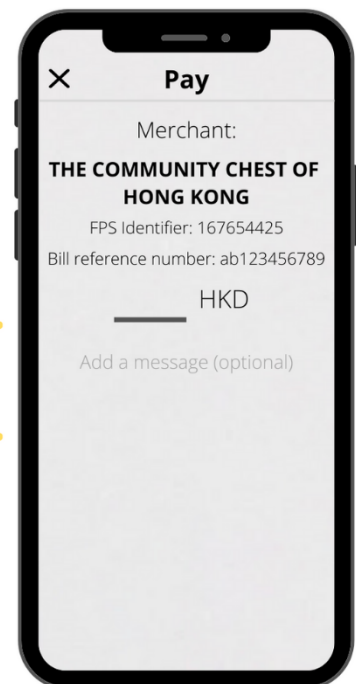 Pay
Merchant:
THE COMMUNITY CHEST OF
HONG KONG
FPS Identifier: 167654425
Bill reference number: ab123456789
HKD
Add a message (optional)